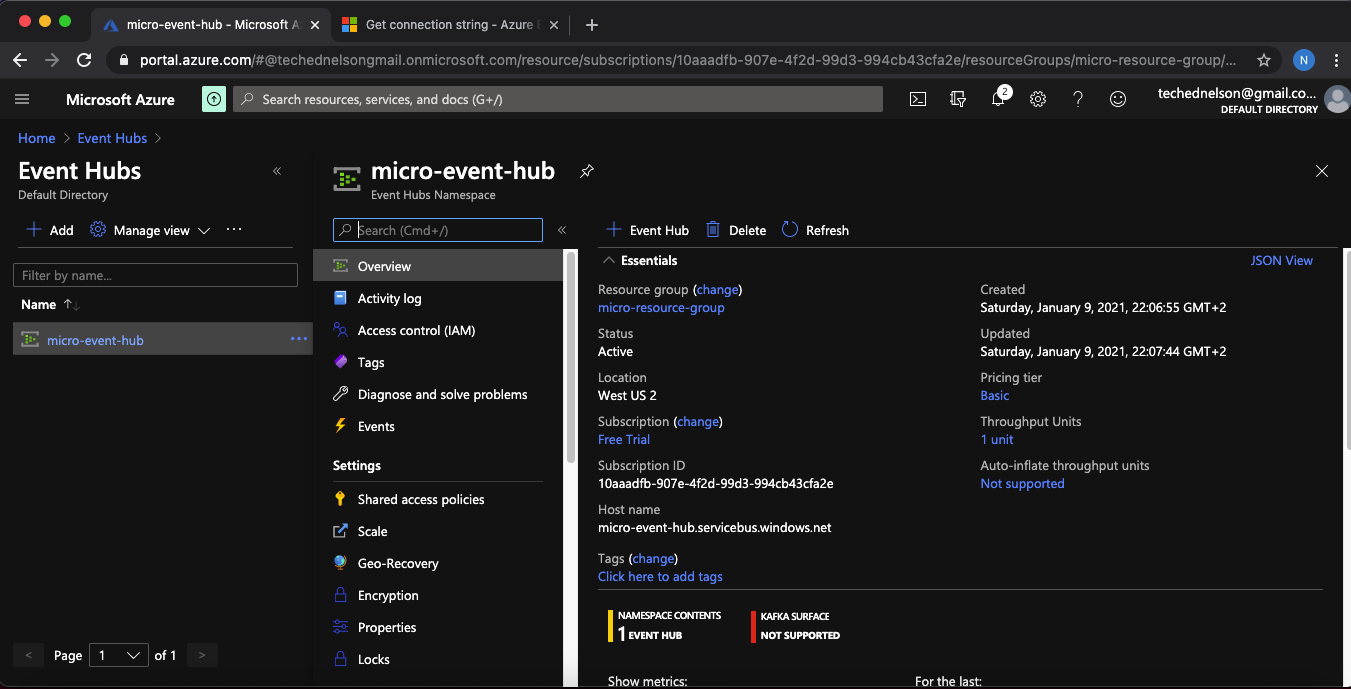 micro-event-hub - Microsoft A
Get connection string - Azure E
portal.azure.com/#@techednelsongmail.onmicrosoft.com/resource/subscriptions/10aaadfb-907e-4f2d-99d3-994cb43cfa2e/resourceGroups/micro-resource-group/...
N
Microsoft Azure
Search resources, services, and docs (G+/)
2
techednelson@gmail.co...
DEFAULT DIRECTORY
Home > Event Hubs >
Event Hubs
Default Directory
Add
Manage view
...
Filter by name...
Name
micro-event-hub
...
< Page 1 of 1 >
micro-event-hub
Event Hubs Namespace
Search (Cmd+/)
Overview
Activity log
Access control (IAM)
Tags
Diagnose and solve problems
Events
Settings
Shared access policies
Scale
Geo-Recovery
Encryption
Properties
Locks
Event Hub
Delete
Refresh
Essentials
JSON View
Resource group (change)
micro-resource-group
Status
Active
Location
West US 2
Subscription (change)
Free Trial
Subscription ID
10aaadfb-907e-4f2d-99d3-994cb43cfa2e
Host name
micro-event-hub.servicebus.windows.net
Created
Saturday, January 9, 2021, 22:06:55 GMT+2
Updated
Saturday, January 9, 2021, 22:07:44 GMT+2
Pricing tier
Basic
Throughput Units
1 unit
Auto-inflate throughput units
Not supported
Tags (change)
Click here to add tags
NAMESPACE CONTENTS
1 EVENT HUB
KAFKA SURFACE
NOT SUPPORTED
Show metrics:
For the last: